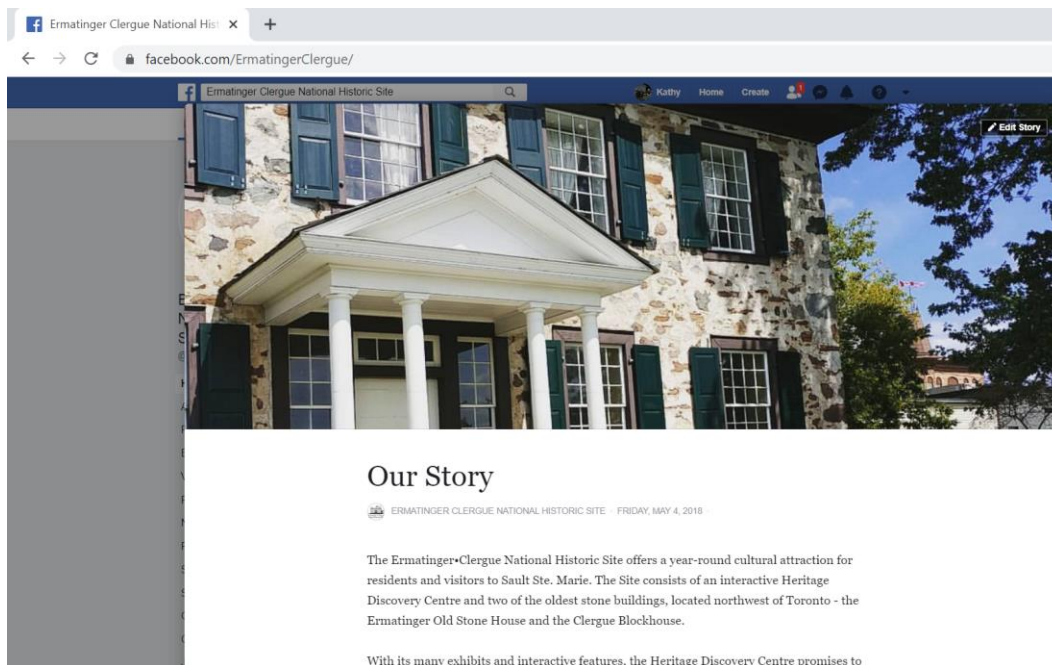 Ermatinger Clergue National Hist
facebook.com/ErmatingerClergue/
Ermatinger Clergue National Historic Site
Kathy Home Create 1
Edit Story
Our Story
ERMATINGER CLERGUE NATIONAL HISTORIC SITE · FRIDAY, MAY 4, 2018 ·
The Ermatinger•Clergue National Historic Site offers a year-round cultural attraction for
residents and visitors to Sault Ste. Marie. The Site consists of an interactive Heritage
Discovery Centre and two of the oldest stone buildings, located northwest of Toronto - the
Ermatinger Old Stone House and the Clergue Blockhouse.
With its many exhibits and interactive features, the Heritage Discovery Centre promises to